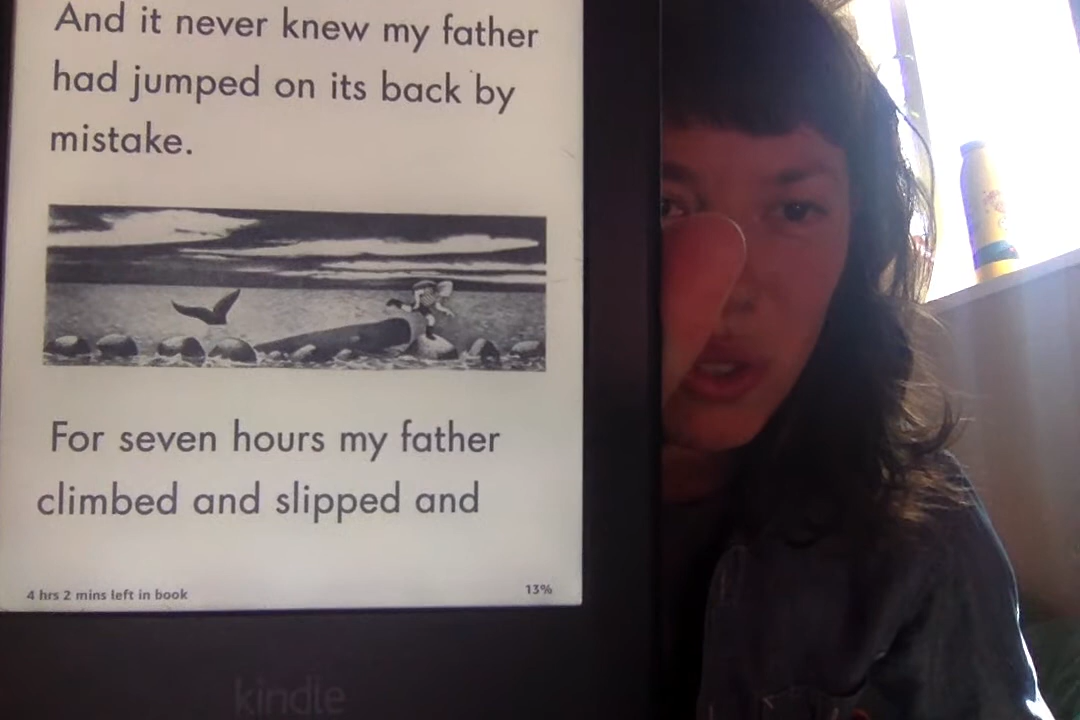 And it never knew my father
had jumped on its back by
mistake.
For seven hours my father
climbed and slipped and
4 hrs 2 mins left in book
13%
kindle